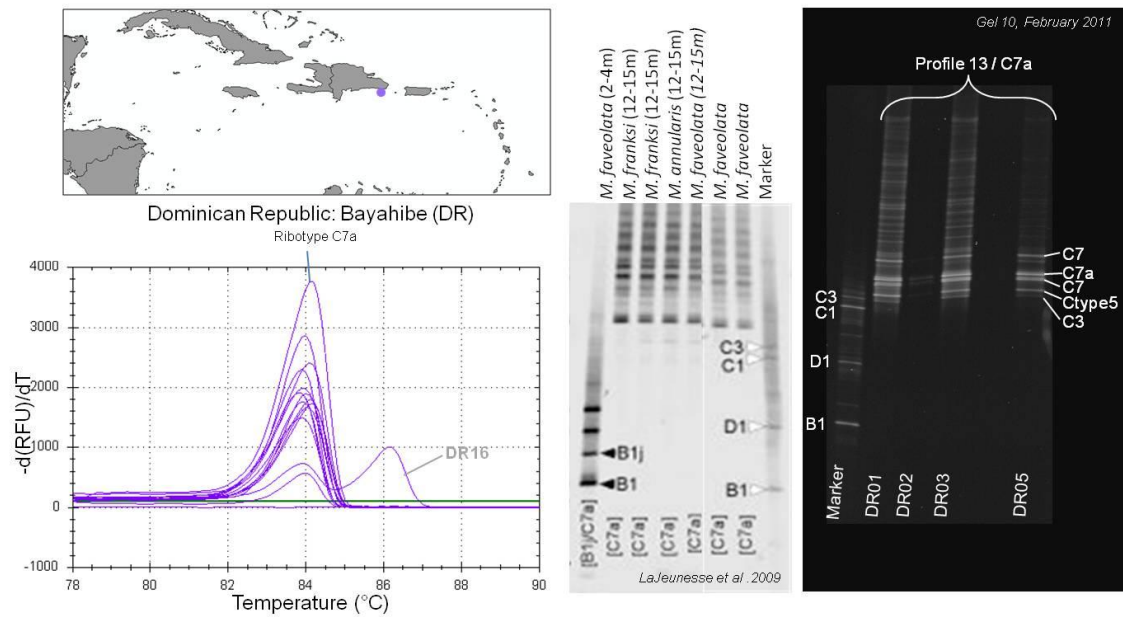 Dominican Republic: Bayahibe (DR)
Ribotype C7a
4000
3000
2000
1000
0
-1000
-d(RFU)/dT
DR16
78
80
82
84
86
88
90
Temperature (°C)
M. faveolata (2-4m)
M. franksi (12-15m)
M. franksi (12-15m)
M. annularis (12-15m)
M. faveolata (12-15m)
M. faveolata
M. faveolata
Marker
C3
C1
D1
B1j
B1
B1
[B1j/C7a]
[C7a]
[C7a]
[C7a]
[C7a]
[C7a]
[C7a]
LaJeunesse et al .2009
Gel 10, February 2011
Profile 13 / C7a
C7
C7a
C7
Ctype5
C3
C3
C1
D1
B1
Marker
DR01
DR02
DR03
DR05